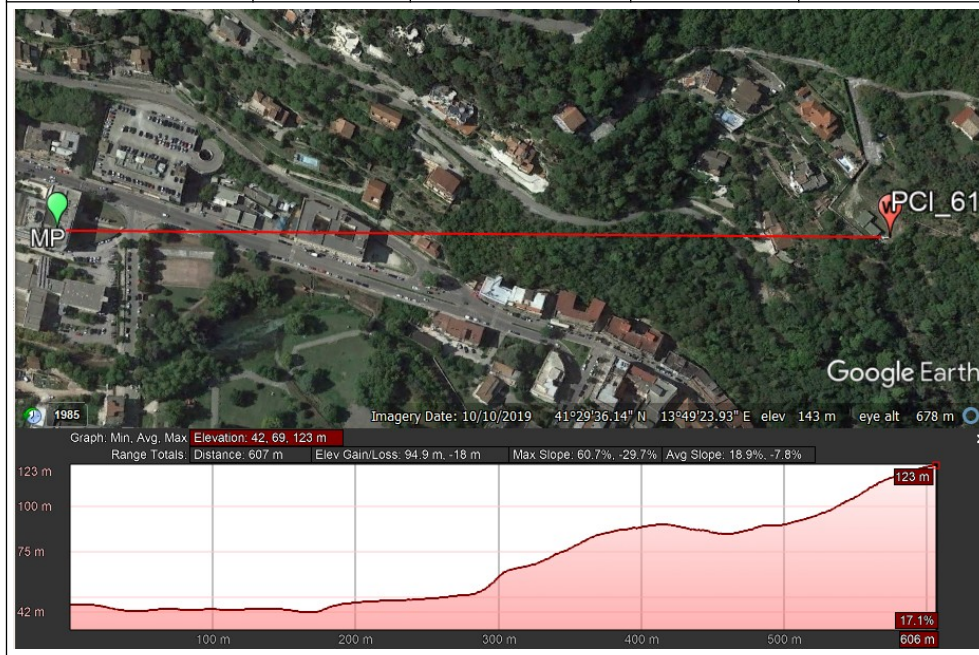 PCI_61
MP
Google Earth
1985
Imagery Date: 10/10/2019 41°29'36.14" N 13°49'23.93" E elev 143 m eye alt 678 m
Graph: Min, Avg, Max Elevation: 42, 69, 123 m
Range Totals: Distance: 607 m Elev Gain/Loss: 94.9 m, -18 m Max Slope: 60.7%, -29.7% Avg Slope: 18.9%, -7.8%
123 m
123 m
100 m
75 m
42 m
17.1%
100 m 200 m 300 m 400 m 500 m 606 m